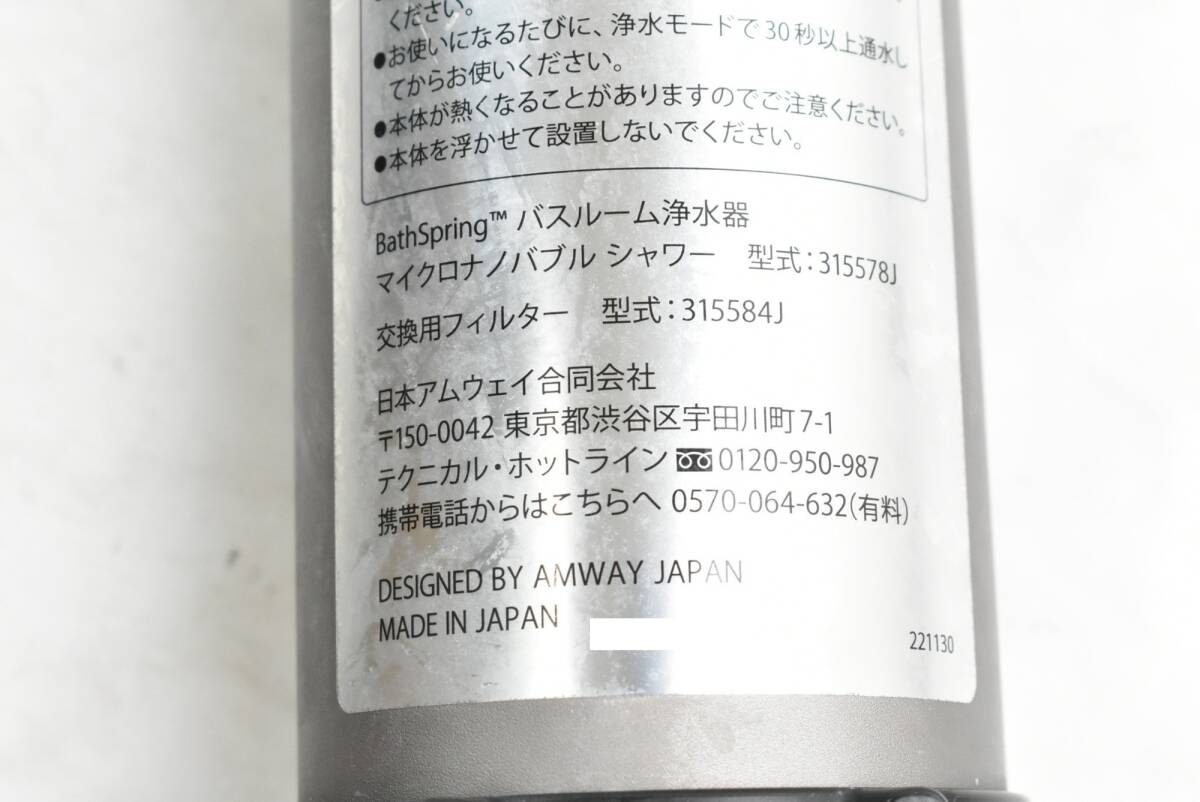 ください。
●お使いになるたびに、浄水モードで30秒以上通水し
てからお使いください。
●本体が熱くなることがありますのでご注意ください。
●本体を浮かせて設置しないでください。
BathSpring™ バスルーム浄水器
マイクロナノバブル シャワー 型式:315578J
交換用フィルター 型式:315584J
日本アムウェイ合同会社
〒150-0042 東京都渋谷区宇田川町7-1
テクニカル・ホットライン 0120-950-987
携帯電話からはこちらへ 0570-064-632(有料)
DESIGNED BY AMWAY JAPAN
MADE IN JAPAN
221130